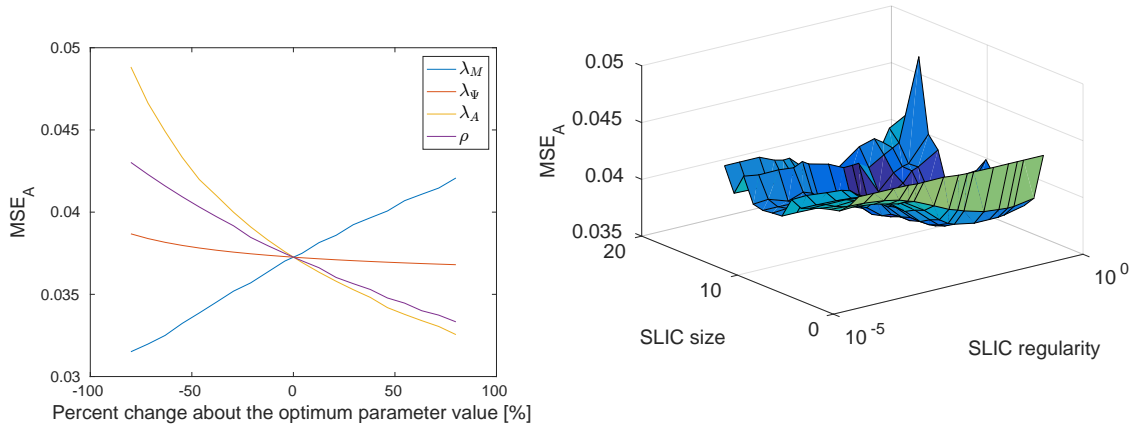 0.05
0.045
0.04
0.035
0.03
-100
-50
0
50
100
MSE_A
Percent change about the optimum parameter value [%]
λ_M
λ_Ψ
λ_A
ρ
0.05
0.045
0.04
0.035
MSE_A
20
10
0
SLIC size
10^-5
10^0
SLIC regularity